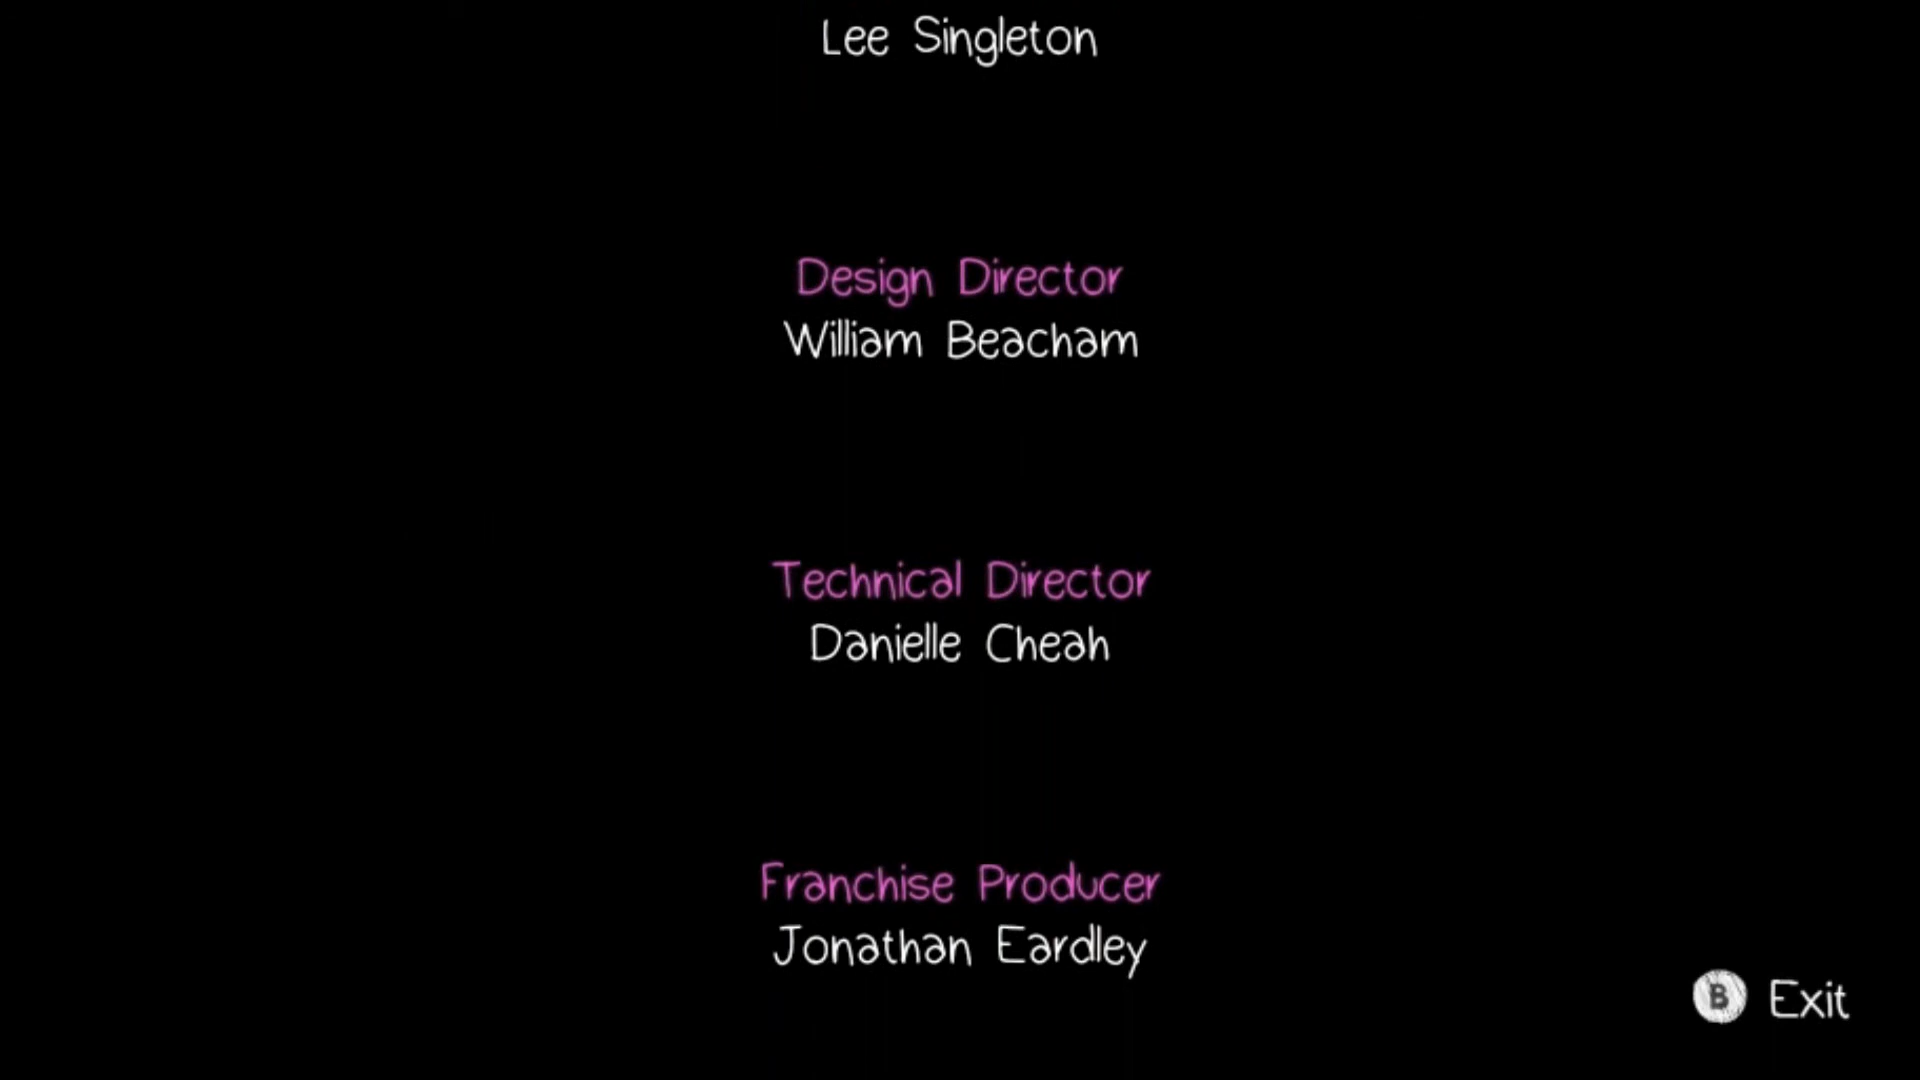 Lee Singleton
Design Director
William Beacham
Technical Director
Danielle Cheah
Franchise Producer
Jonathan Eardley
B Exit